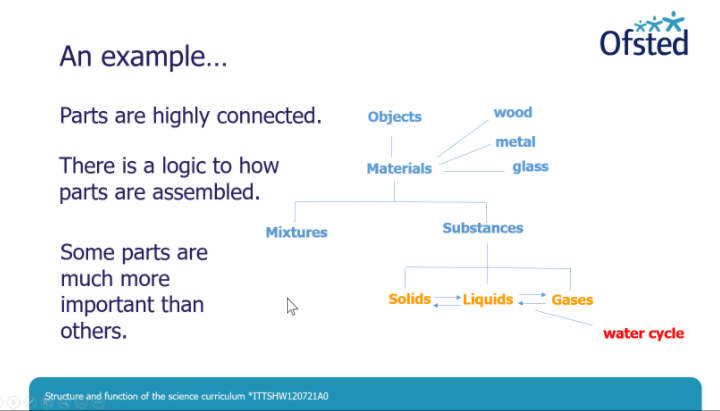 An example...
Ofsted
Parts are highly connected.
There is a logic to how
parts are assembled.
Some parts are
much more
important than
others.
Objects
wood
metal
glass
Materials
Mixtures
Substances
Solids
Liquids
Gases
water cycle
Structure and function of the science curriculum *ITTSHW120721A0